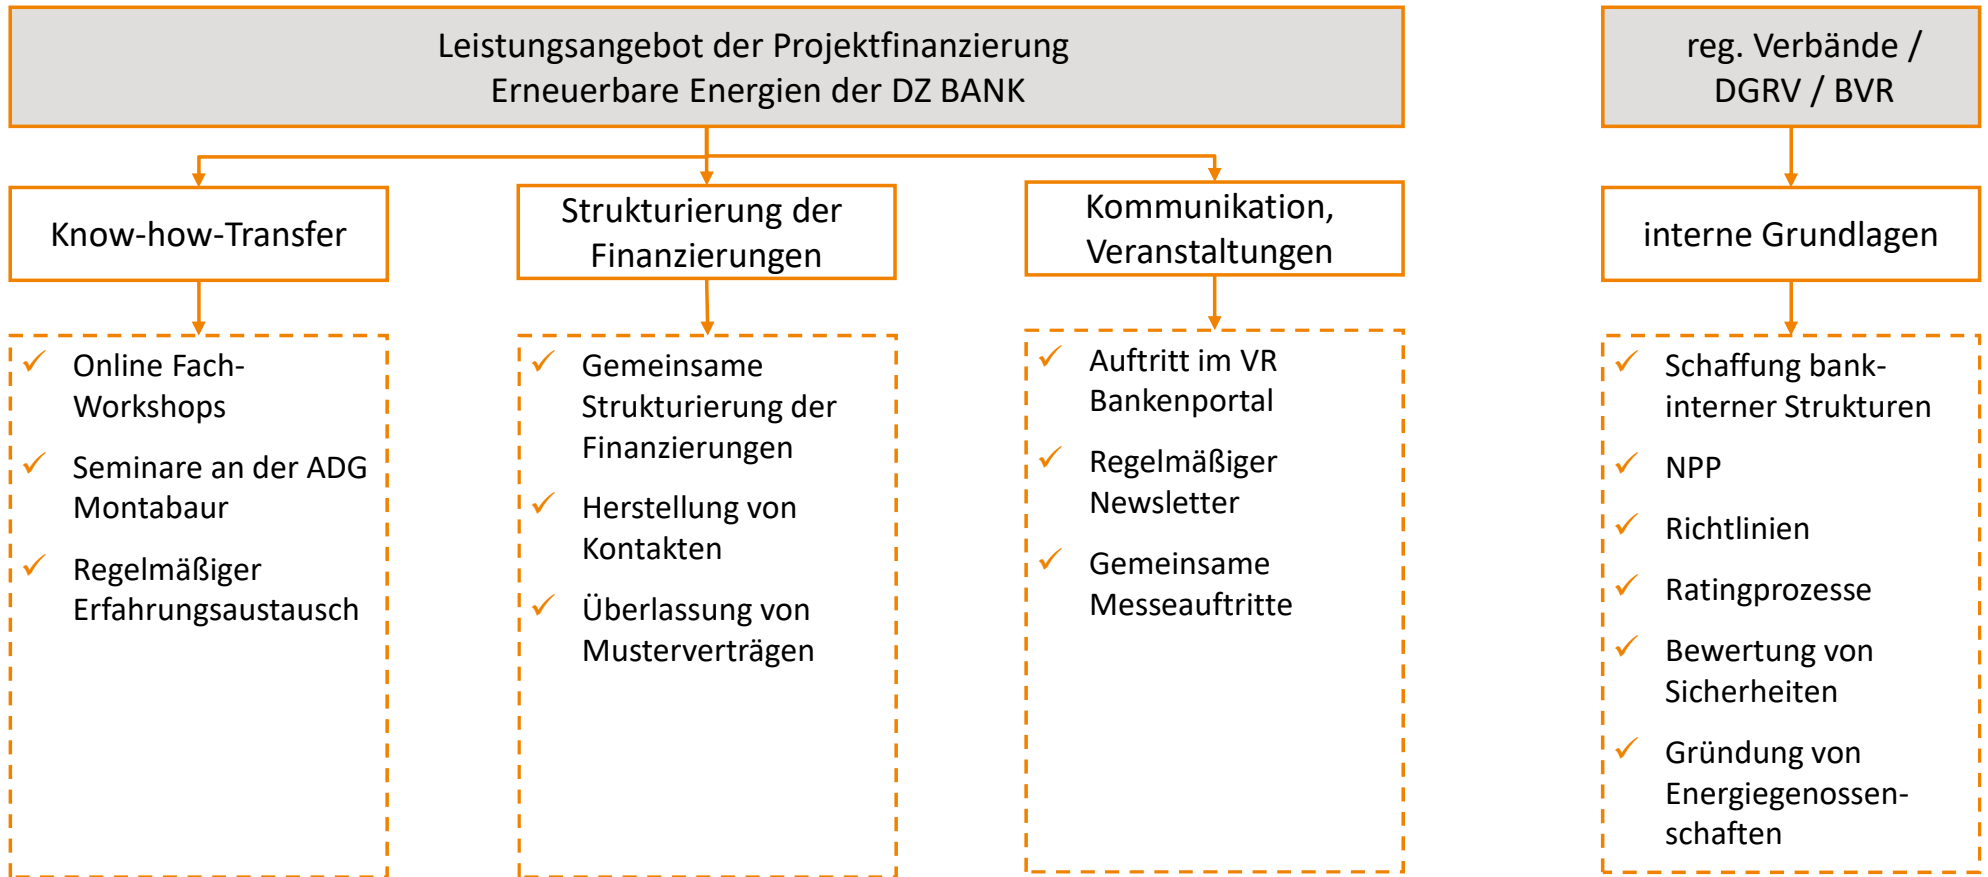 Leistungsangebot der Projektfinanzierung
Erneuerbare Energien der DZ BANK
reg. Verbände /
DGRV / BVR
Know-how-Transfer
Strukturierung der
Finanzierungen
Kommunikation,
Veranstaltungen
interne Grundlagen
Online Fach-
Workshops
Seminare an der ADG
Montabaur
Regelmäßiger
Erfahrungsaustausch
Gemeinsame
Strukturierung der
Finanzierungen
Herstellung von
Kontakten
Überlassung von
Musterverträgen
Auftritt im VR
Bankenportal
Regelmäßiger
Newsletter
Gemeinsame
Messeauftritte
Schaffung bank-
interner Strukturen
NPP
Richtlinien
Ratingprozesse
Bewertung von
Sicherheiten
Gründung von
Energiegenossen-
schaften